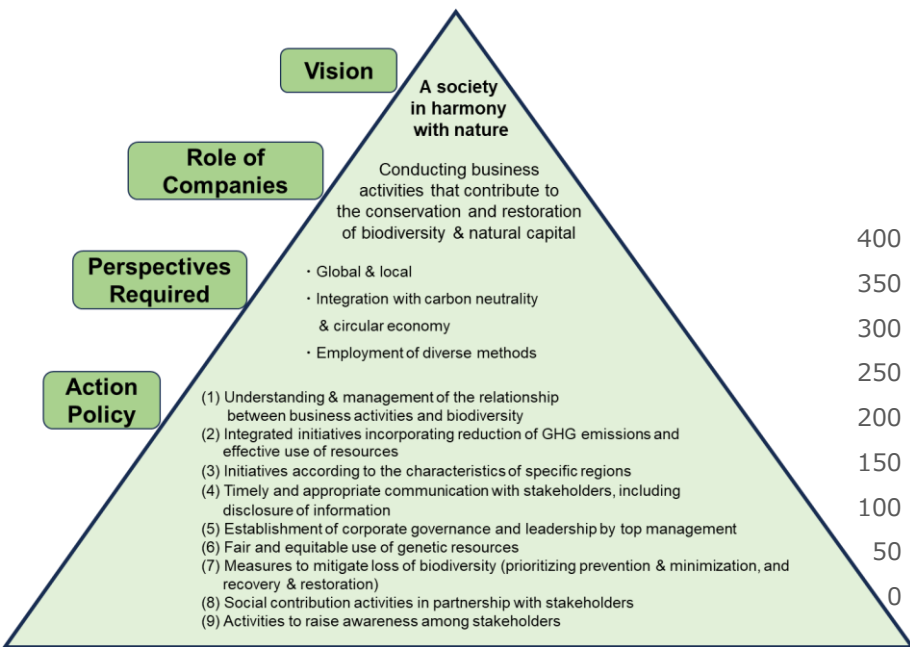 Vision
A society
in harmony
with nature
Role of
Companies
Conducting business
activities that contribute to
the conservation and restoration
of biodiversity & natural capital
Perspectives
Required
・Global & local
・Integration with carbon neutrality
& circular economy
・Employment of diverse methods
Action
Policy
(1) Understanding & management of the relationship
between business activities and biodiversity
(2) Integrated initiatives incorporating reduction of GHG emissions and
effective use of resources
(3) Initiatives according to the characteristics of specific regions
(4) Timely and appropriate communication with stakeholders, including
disclosure of information
(5) Establishment of corporate governance and leadership by top management
(6) Fair and equitable use of genetic resources
(7) Measures to mitigate loss of biodiversity (prioritizing prevention & minimization, and
recovery & restoration)
(8) Social contribution activities in partnership with stakeholders
(9) Activities to raise awareness among stakeholders
400
350
300
250
200
150
100
50
0